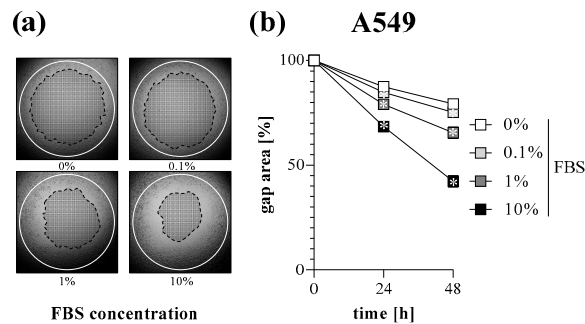 (a)
0%
0.1%
1%
10%
FBS concentration
(b)
A549
gap area [%]
100
50
0
0
24
48
time [h]
*
*
*
*
0%
0.1%
* 1%
* 10%
FBS